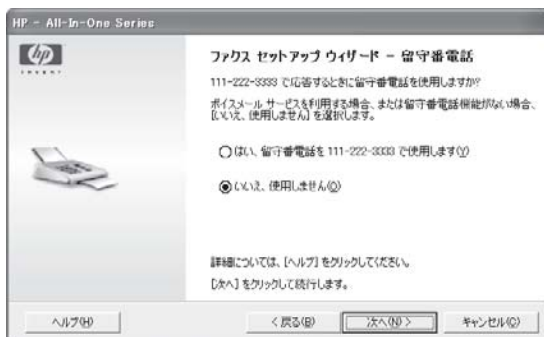 HP - All-In-One Series
hp
invent
ファクス セットアップ ウィザード - 留守番電話
111-222-3333 で応答するときに留守番電話を使用しますか?
ボイスメール サービスを利用する場合、または留守番電話機能がない場合、
[いいえ、使用しません] を選択します。
はい、留守番電話を 111-222-3333 で使用します(Y)
いいえ、使用しません(O)
詳細については、[ヘルプ] をクリックしてください。
[次へ] をクリックして続行します。
ヘルプ(H)
< 戻る(B)
次へ(N) >
キャンセル(C)